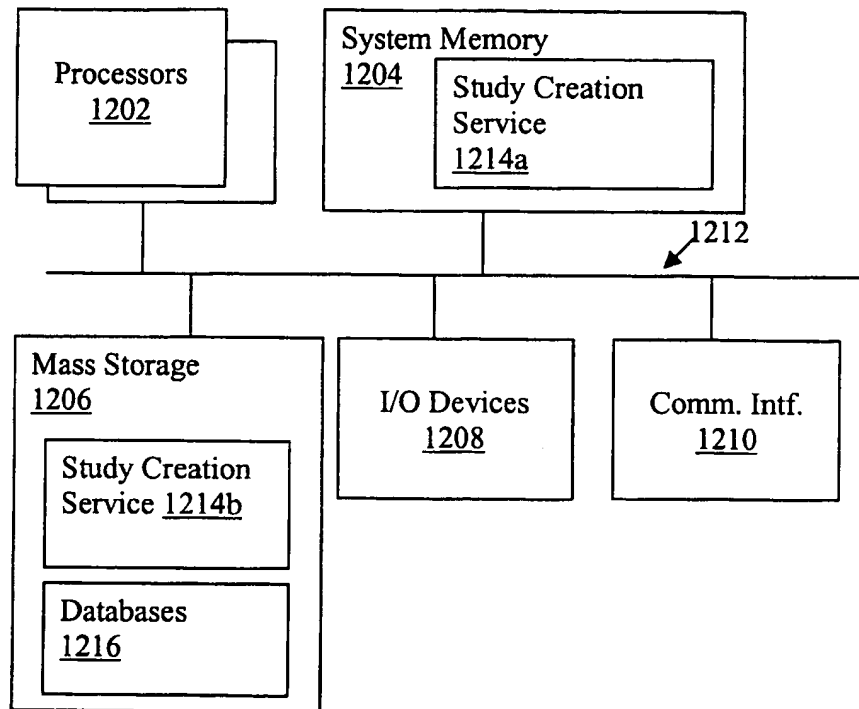 Processors
1202
System Memory
1204
Study Creation
Service
1214a
1212
Mass Storage
1206
Study Creation
Service 1214b
Databases
1216
I/O Devices
1208
Comm. Intf.
1210